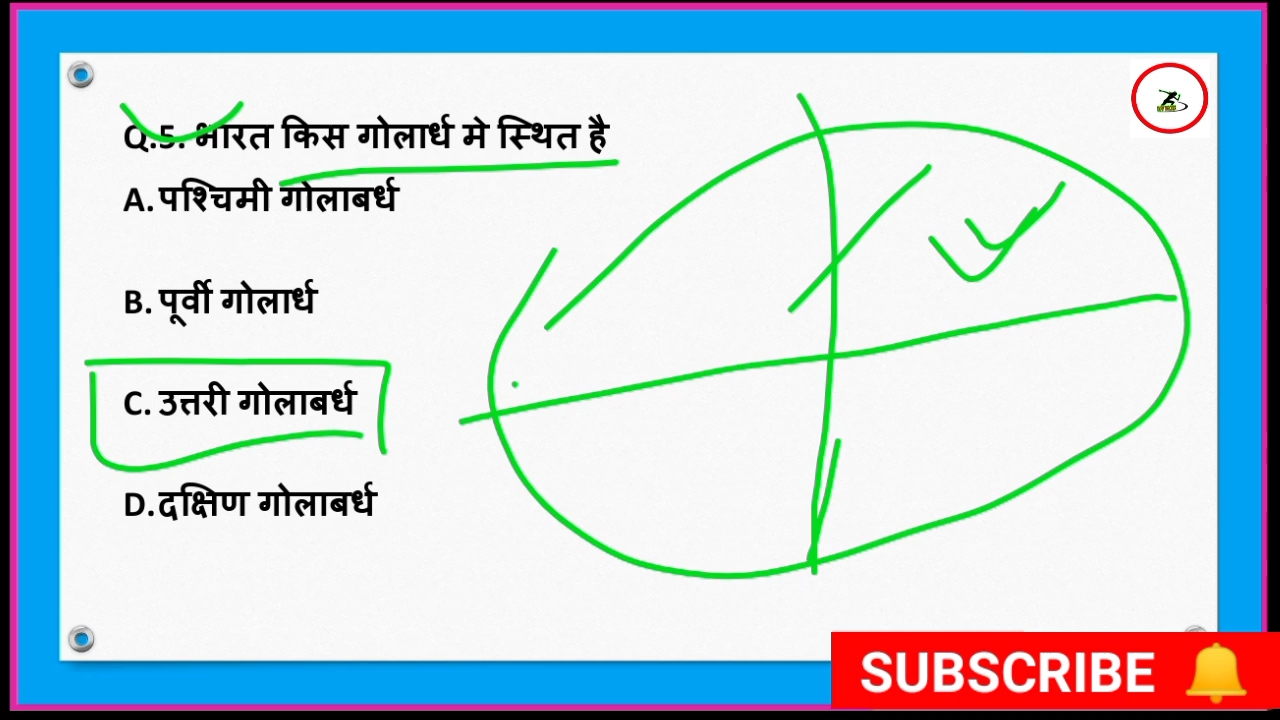 Q.5. भारत किस गोलार्ध मे स्थित है
A. पश्चिमी गोलाबर्ध
B. पूर्वी गोलार्ध
C. उत्तरी गोलाबर्ध
D.दक्षिण गोलाबर्ध
SUBSCRIBE